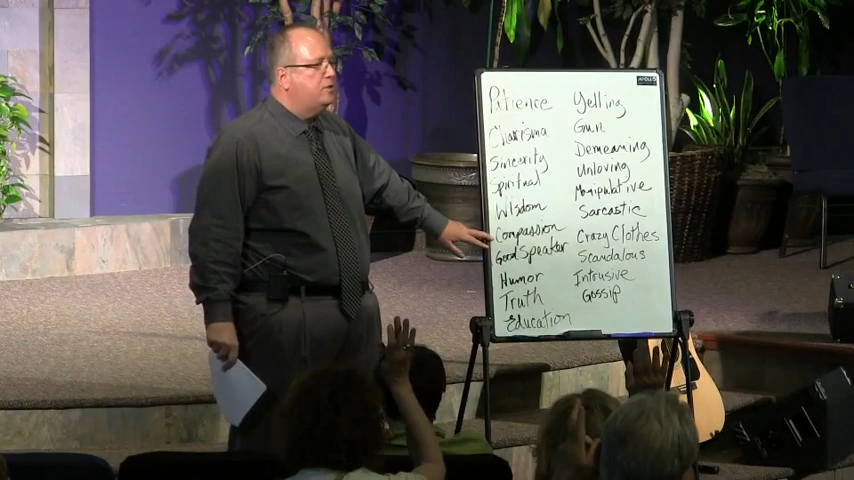 APOLLO
Patience
Charisma
Sincerity
Spiritual
Wisdom
Compassion
Good Speaker
Humor
Truth
Education
Yelling
Gun
Demeaning
Unloving
Manipulative
Sarcastic
Crazy Clothes
Scandalous
Intrusive
Gossip